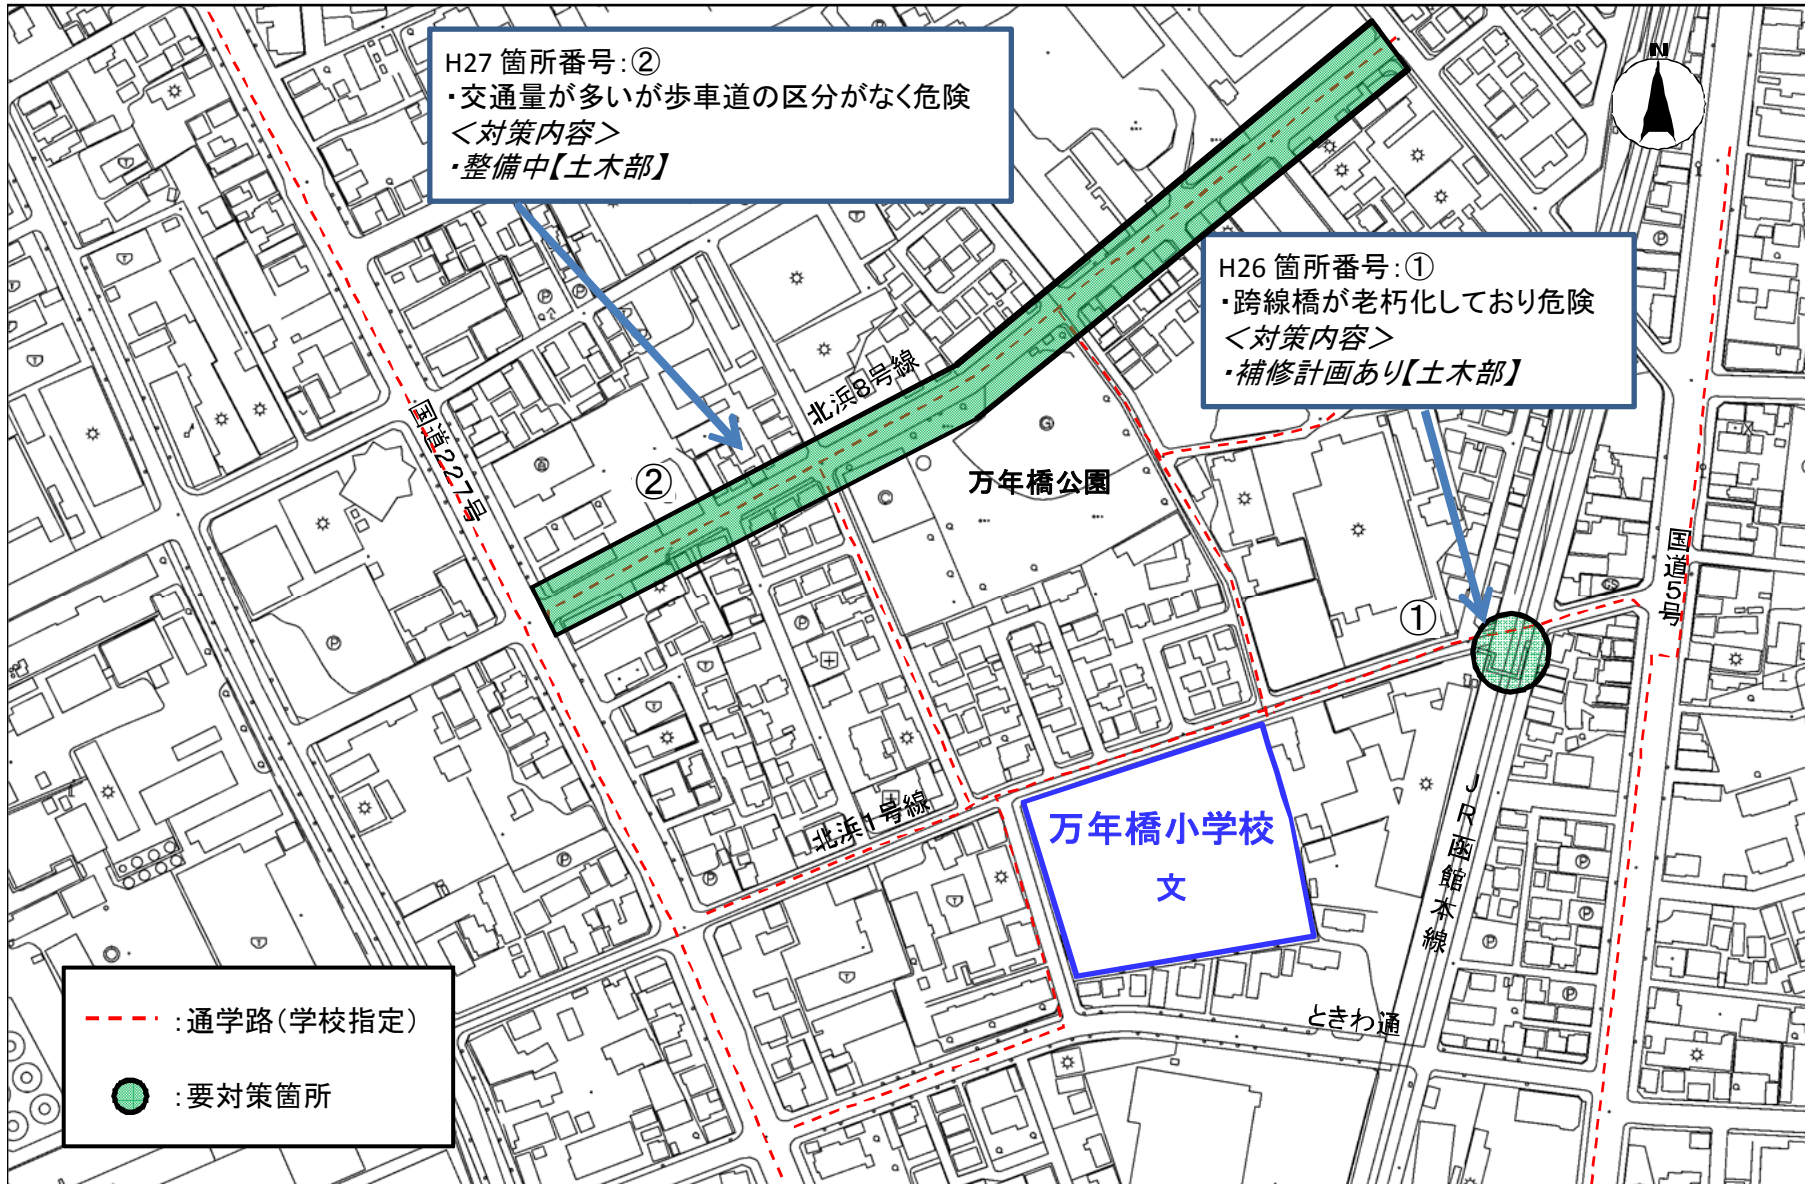 H27 箇所番号：②
・交通量が多いが歩車道の区分がなく危険
＜対策内容＞
・整備中【土木部】
N
H26 箇所番号：①
・跨線橋が老朽化しており危険
＜対策内容＞
・補修計画あり【土木部】
北浜8号線
国道227号
②
万年橋公園
①
国道5号
北浜1号線
万年橋小学校
文
JR函館本線
ときわ通
：通学路（学校指定）
：要対策箇所